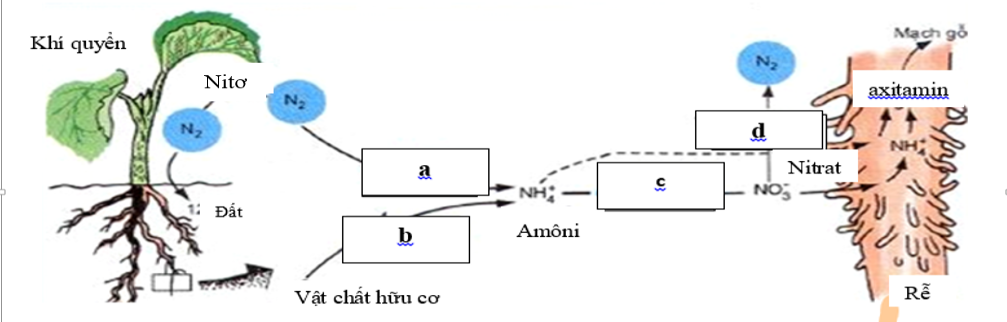 Khí quyển
Nitơ
N₂
N₂
N₂
Mạch gỗ
axitamin
a
b
c
d
NH₄⁺
NO₃⁻
Nitrat
NH₄⁺
Đất
Amôni
Vật chất hữu cơ
Rễ